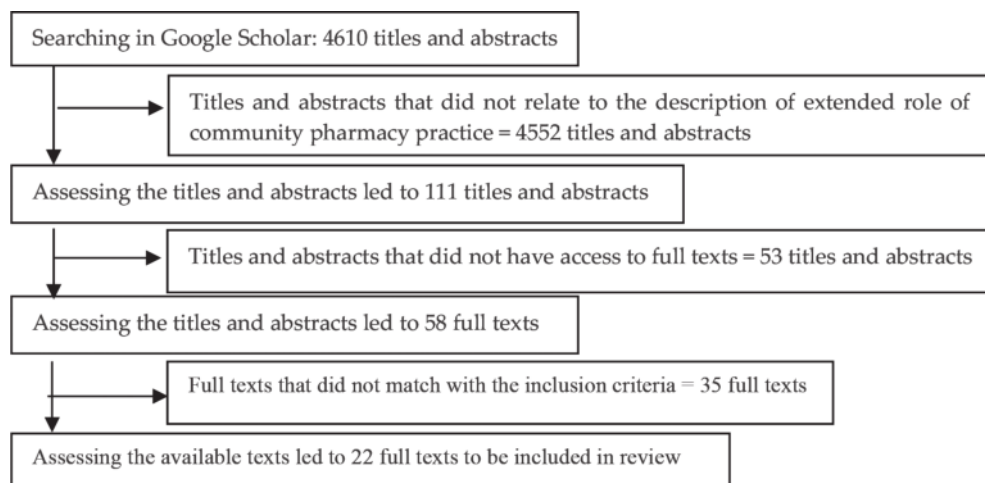 Searching in Google Scholar: 4610 titles and abstracts
Titles and abstracts that did not relate to the description of extended role of
community pharmacy practice = 4552 titles and abstracts
Assessing the titles and abstracts led to 111 titles and abstracts
Titles and abstracts that did not have access to full texts = 53 titles and abstracts
Assessing the titles and abstracts led to 58 full texts
Full texts that did not match with the inclusion criteria = 35 full texts
Assessing the available texts led to 22 full texts to be included in review